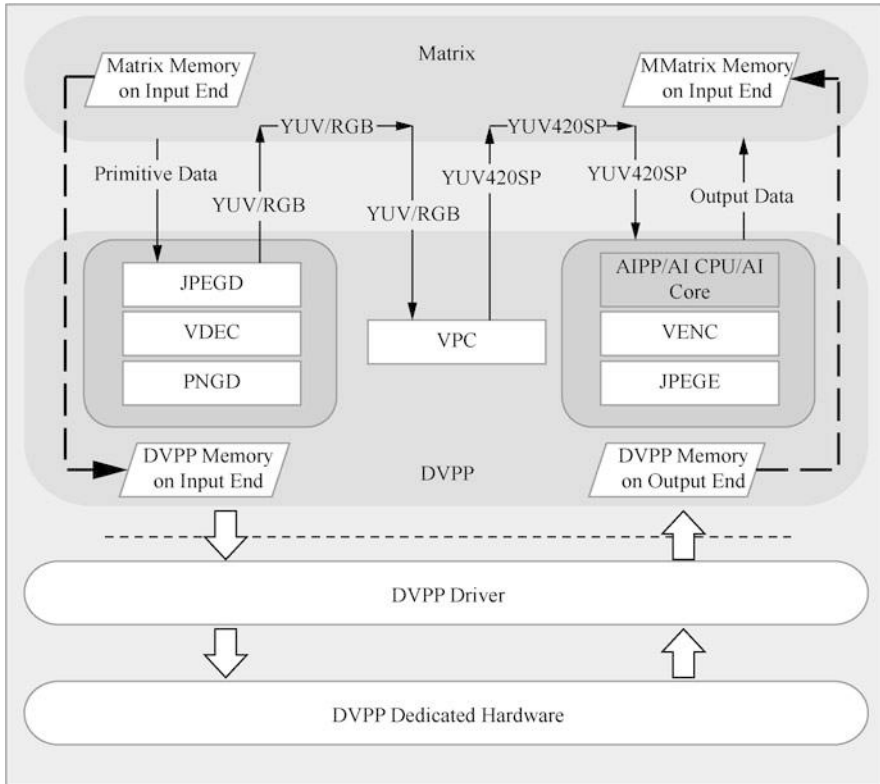 Matrix
Matrix Memory
on Input End
MMatrix Memory
on Input End
YUV/RGB
YUV420SP
Primitive Data
YUV/RGB
YUV/RGB
YUV420SP
YUV420SP
Output Data
JPEGD
VDEC
PNGD
VPC
AIPP/AI CPU/AI
Core
VENC
JPEGE
DVPP Memory
on Input End
DVPP
DVPP Memory
on Output End
DVPP Driver
DVPP Dedicated Hardware